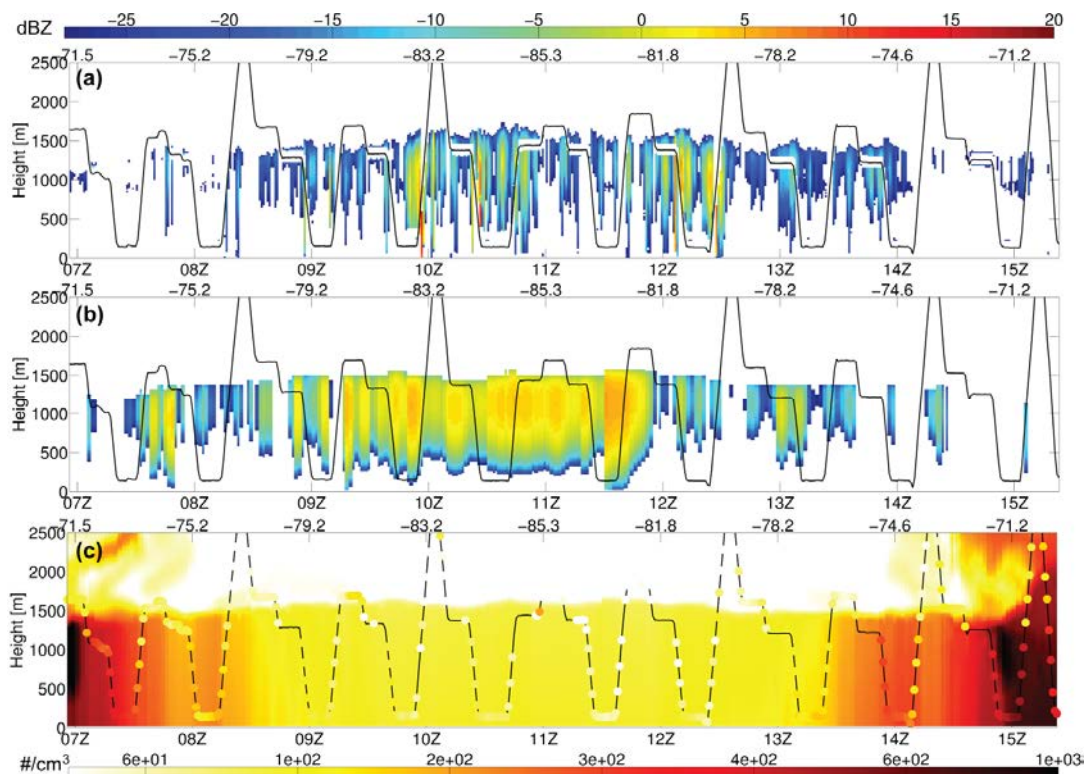 dBZ -25 -20 -15 -10 -5 0 5 10 15 20
-71.5 -75.2 -79.2 -83.2 -85.3 -81.8 -78.2 -74.6 -71.2
2500 (a)
2000
1500
Height [m]
1000
500
0
07Z 08Z 09Z 10Z 11Z 12Z 13Z 14Z 15Z
-71.5 -75.2 -79.2 -83.2 -85.3 -81.8 -78.2 -74.6 -71.2
2500 (b)
2000
1500
Height [m]
1000
500
0
07Z 08Z 09Z 10Z 11Z 12Z 13Z 14Z 15Z
-71.5 -75.2 -79.2 -83.2 -85.3 -81.8 -78.2 -74.6 -71.2
2500 (c)
2000
1500
Height [m]
1000
500
0
07Z 08Z 09Z 10Z 11Z 12Z 13Z 14Z 15Z
#/cm³ 6e+01 1e+02 2e+02 4e+02 6e+02 1e+03